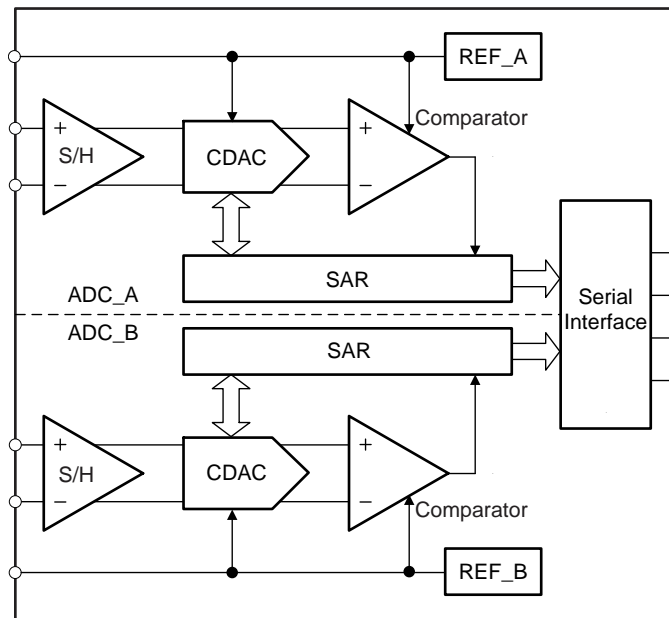 REF_A
+
S/H
−
CDAC
+
−
Comparator
SAR
ADC_A
Serial
Interface
ADC_B
SAR
+
S/H
−
CDAC
+
−
Comparator
REF_B